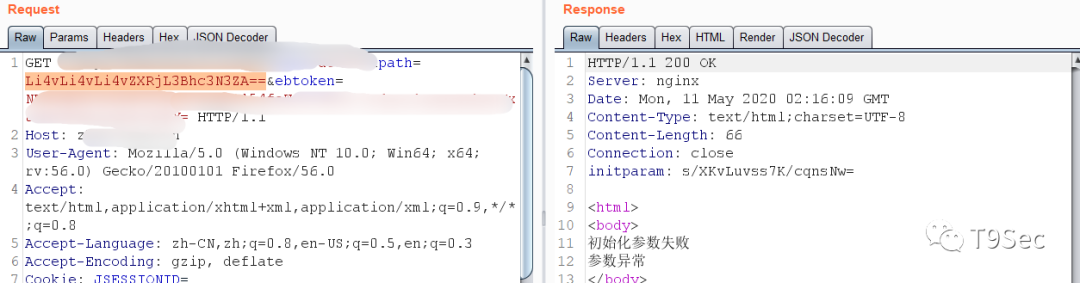 Request
Raw Params Headers Hex JSON Decoder
1 GET path=
Li4vLi4vLi4vZXRjL3Bhc3N3ZA==&ebtoken=
HTTP/1.1
2 Host: z
3 User-Agent: Mozilla/5.0 (Windows NT 10.0; Win64; x64;
rv:56.0) Gecko/20100101 Firefox/56.0
4 Accept:
text/html,application/xhtml+xml,application/xml;q=0.9,*/*
;q=0.8
5 Accept-Language: zh-CN,zh;q=0.8,en-US;q=0.5,en;q=0.3
6 Accept-Encoding: gzip, deflate
7 Cookie: JSESSIONID=
Response
Raw Headers Hex HTML Render JSON Decoder
1 HTTP/1.1 200 OK
2 Server: nginx
3 Date: Mon, 11 May 2020 02:16:09 GMT
4 Content-Type: text/html;charset=UTF-8
5 Content-Length: 66
6 Connection: close
7 initparam: s/XKvLuvss7K/cqnsNw=
8
9 <html>
10 <body>
11 初始化参数失败
12 参数异常
13 </body>
T9Sec